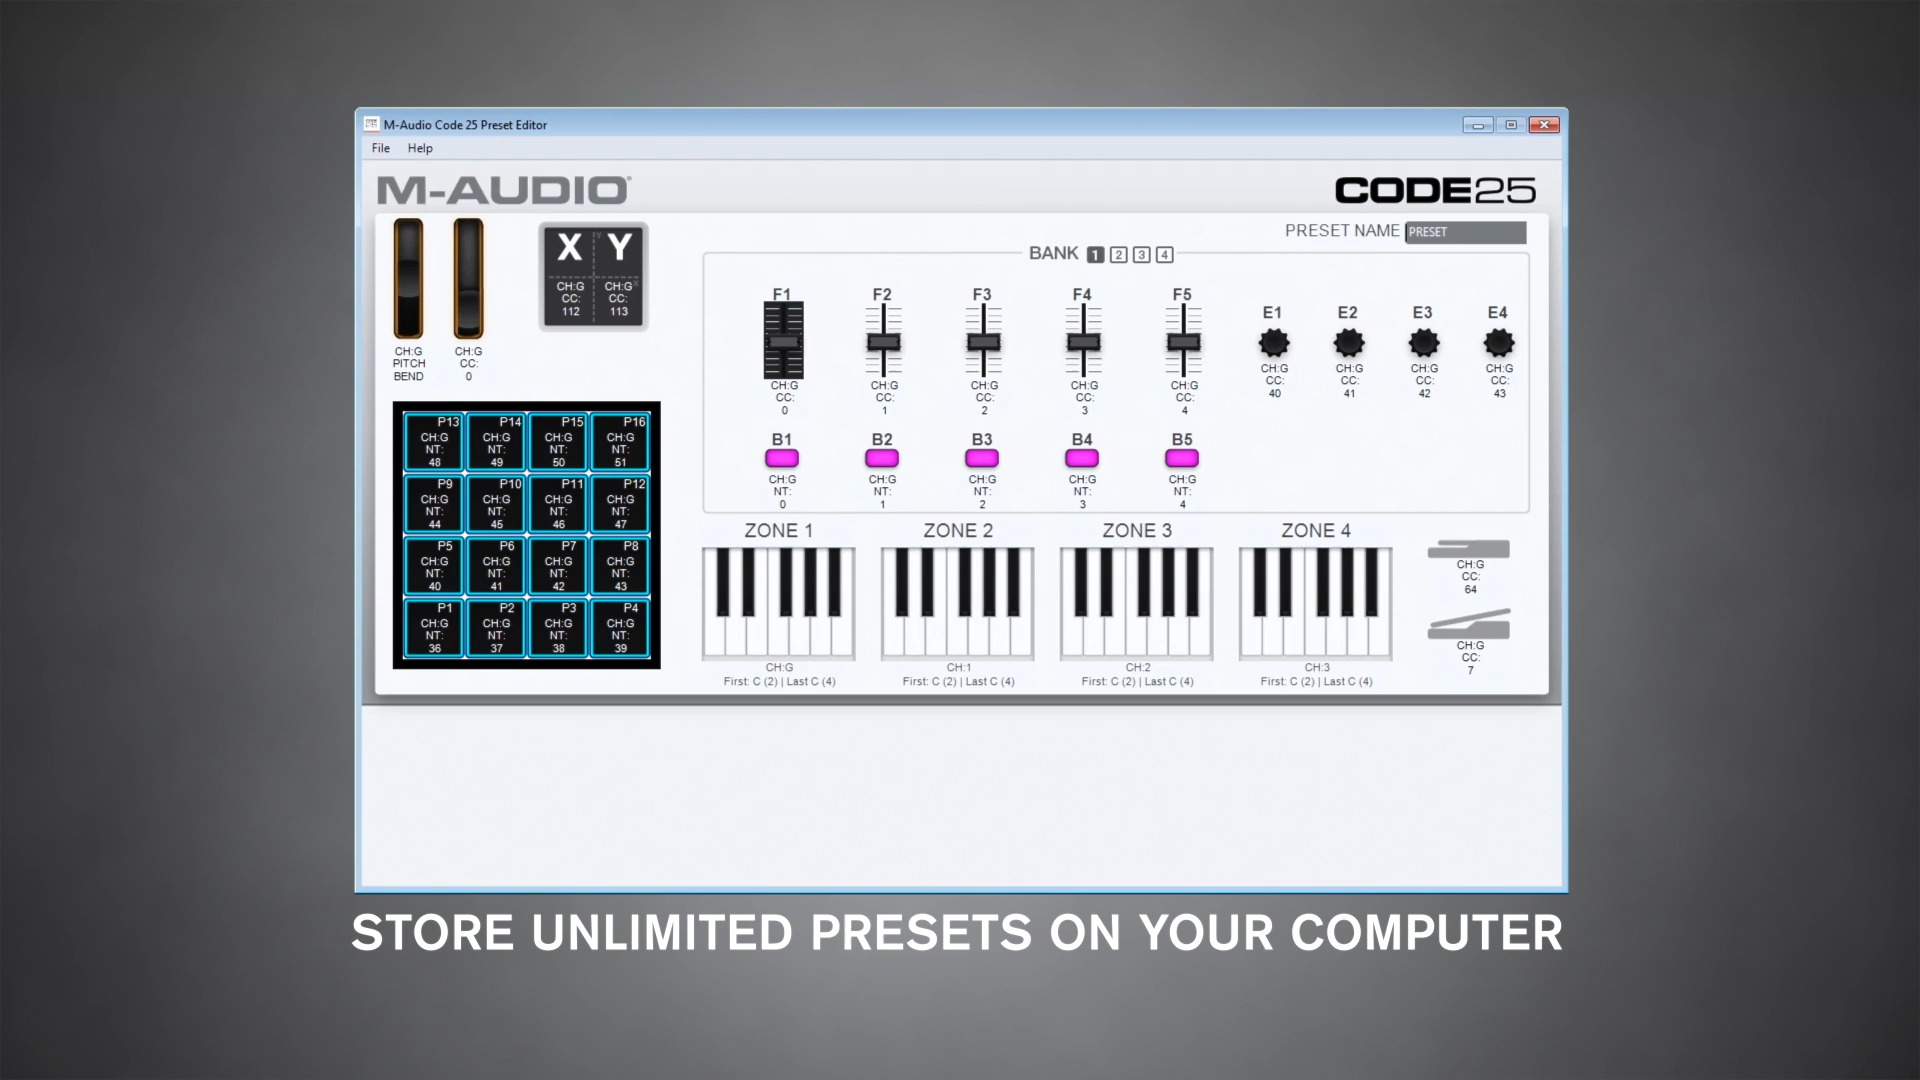 M-Audio Code 25 Preset Editor
File Help
M-AUDIO
CODE25
PRESET NAME PRESET
BANK 1 2 3 4
X Y
CH:G CH:G
CC: CC:
112 113
CH:G CH:G
PITCH CC:
BEND 0
F1 F2 F3 F4 F5
CH:G CH:G CH:G CH:G CH:G
CC: CC: CC: CC: CC:
0 1 2 3 4
E1 E2 E3 E4
CH:G CH:G CH:G CH:G
CC: CC: CC: CC:
40 41 42 43
B1 B2 B3 B4 B5
CH:G CH:G CH:G CH:G CH:G
NT: NT: NT: NT: NT:
0 1 2 3 4
P13 P14 P15 P16
CH:G CH:G CH:G CH:G
NT: NT: NT: NT:
48 49 50 51
P9 P10 P11 P12
CH:G CH:G CH:G CH:G
NT: NT: NT: NT:
44 45 46 47
P5 P6 P7 P8
CH:G CH:G CH:G CH:G
NT: NT: NT: NT:
40 41 42 43
P1 P2 P3 P4
CH:G CH:G CH:G CH:G
NT: NT: NT: NT:
36 37 38 39
ZONE 1 ZONE 2 ZONE 3 ZONE 4
CH:G CH:1 CH:2 CH:3
First: C (2) | Last C (4) First: C (2) | Last C (4) First: C (2) | Last C (4) First: C (2) | Last C (4)
CH:G
CC:
64
CH:G
CC:
7
STORE UNLIMITED PRESETS ON YOUR COMPUTER